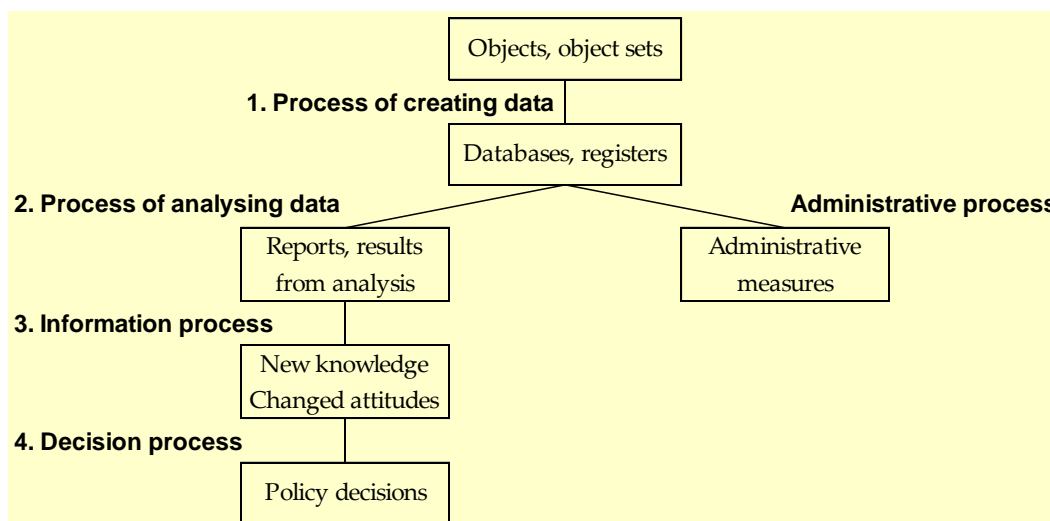 Objects, object sets
1. Process of creating data
Databases, registers
2. Process of analysing data
Administrative process
Reports, results
from analysis
Administrative
measures
3. Information process
New knowledge
Changed attitudes
4. Decision process
Policy decisions